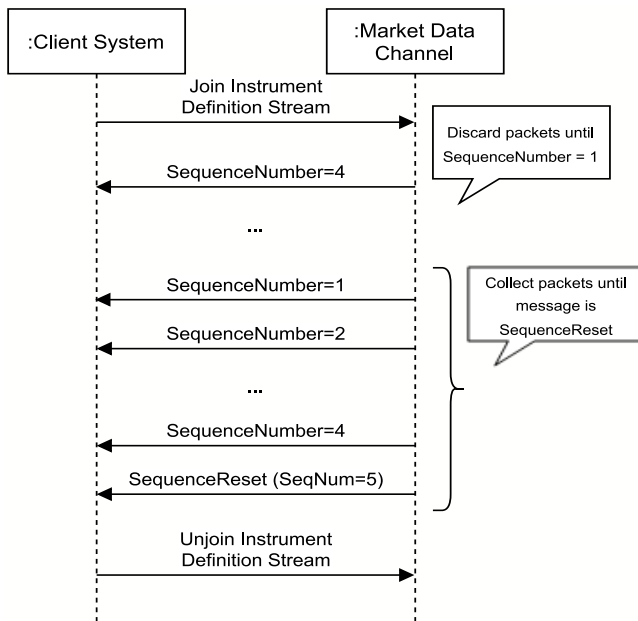 :Client System
:Market Data
Channel
Join Instrument
Definition Stream
Discard packets until
SequenceNumber = 1
SequenceNumber=4
...
SequenceNumber=1
Collect packets until
message is
SequenceReset
SequenceNumber=2
...
SequenceNumber=4
SequenceReset (SeqNum=5)
Unjoin Instrument
Definition Stream